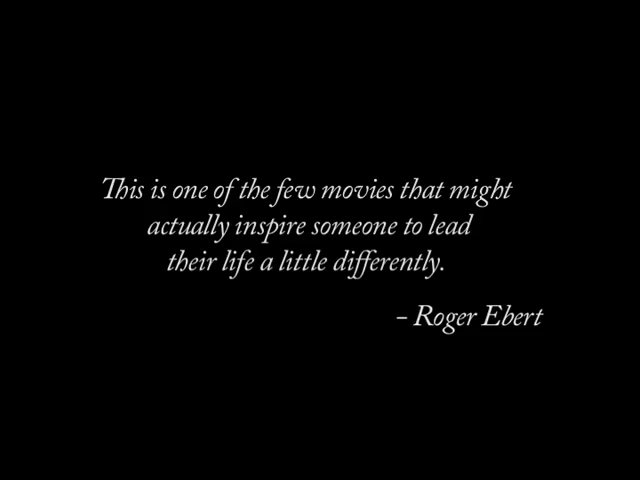 This is one of the few movies that might
actually inspire someone to lead
their life a little differently.
– Roger Ebert